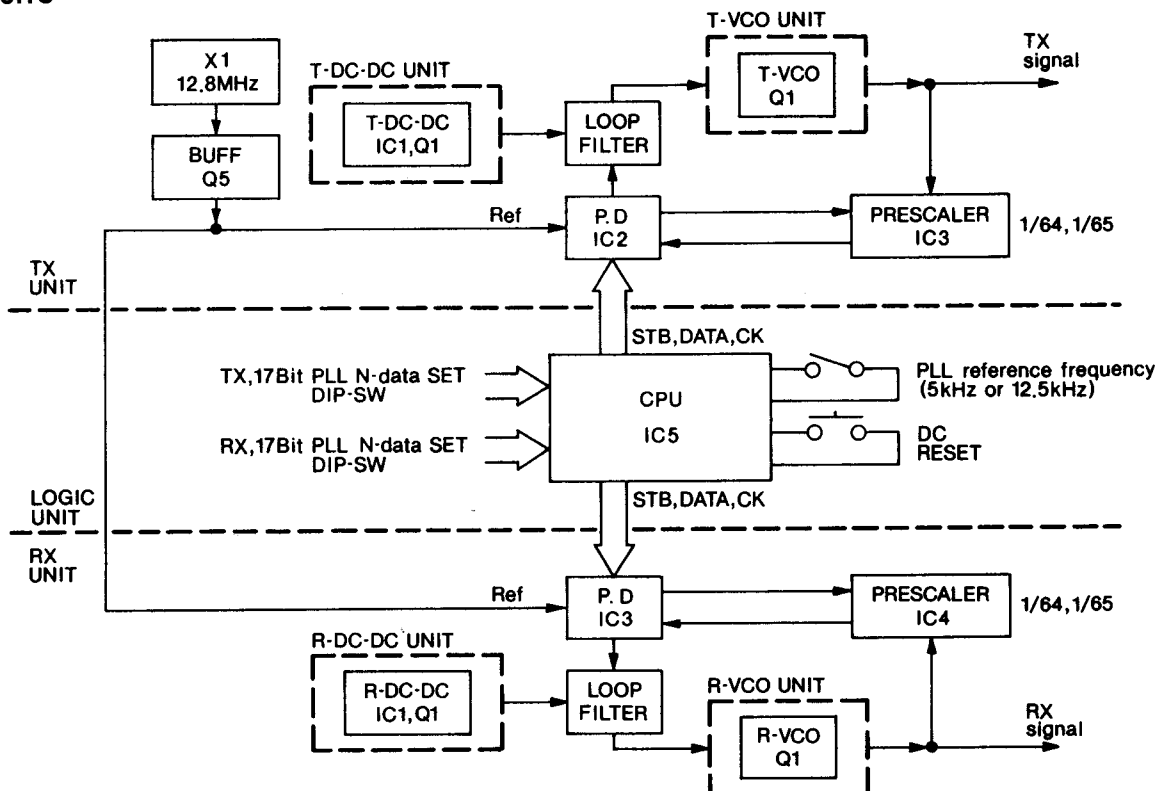 T-VCO UNIT
X1
12.8MHz
T-DC-DC UNIT
TX
signal
T-VCO
Q1
T-DC-DC
IC1,Q1
LOOP
FILTER
BUFF
Q5
Ref
P.D
IC2
PRESCALER
IC3
1/64, 1/65
TX
UNIT
STB,DATA,CK
TX,17Bit PLL N-data SET
DIP-SW
CPU
IC5
PLL reference frequency
(5kHz or 12.5kHz)
RX,17Bit PLL N-data SET
DIP-SW
DC
RESET
STB,DATA,CK
LOGIC
UNIT
RX
UNIT
Ref
P.D
IC3
PRESCALER
IC4
1/64, 1/65
R-DC-DC UNIT
R-DC-DC
IC1,Q1
LOOP
FILTER
R-VCO UNIT
R-VCO
Q1
RX
signal